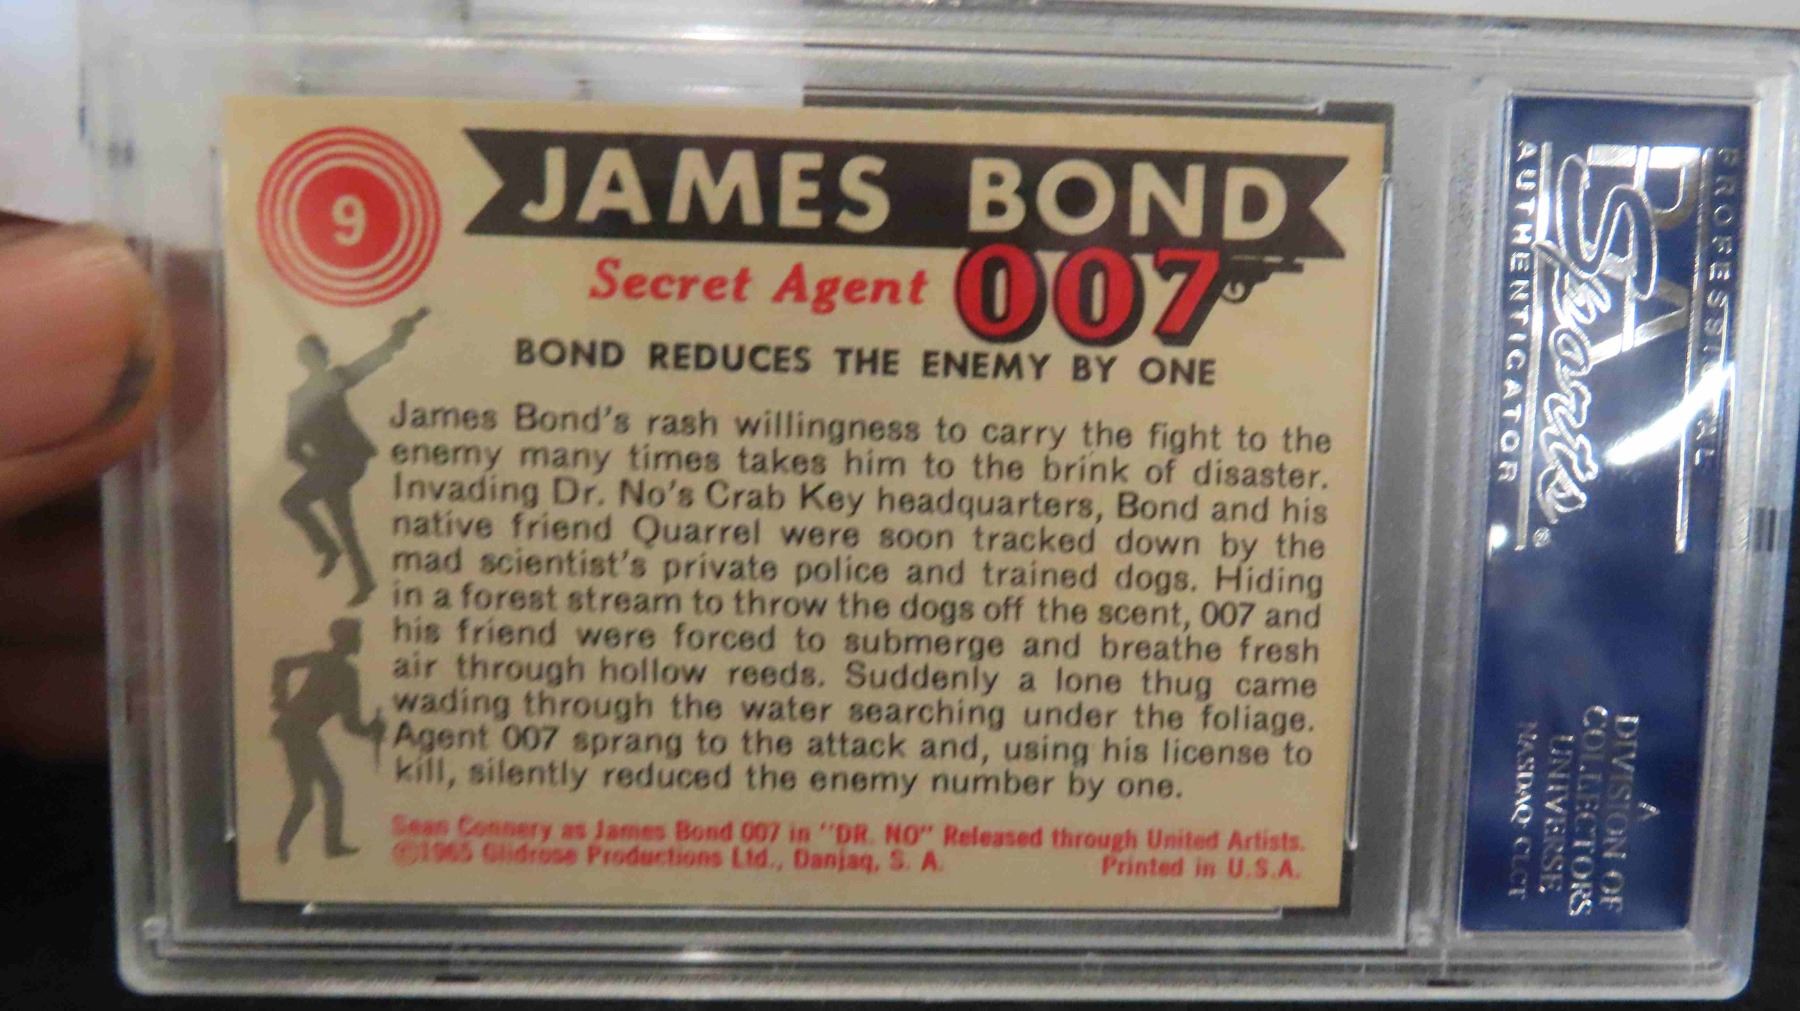 9
JAMES BOND
Secret Agent 007
BOND REDUCES THE ENEMY BY ONE
James Bond's rash willingness to carry the fight to the
enemy many times takes him to the brink of disaster.
Invading Dr. No's Crab Key headquarters, Bond and his
native friend Quarrel were soon tracked down by the
mad scientist's private police and trained dogs. Hiding
in a forest stream to throw the dogs off the scent, 007 and
his friend were forced to submerge and breathe fresh
air through hollow reeds. Suddenly a lone thug came
wading through the water searching under the foliage.
Agent 007 sprang to the attack and, using his license to
kill, silently reduced the enemy number by one.
Sean Connery as James Bond 007 in "DR. NO" Released through United Artists.
©1965 Glidrose Productions Ltd., Danjaq, S. A. Printed in U.S.A.
PROFESSIONAL
PSA
Sports®
AUTHENTICATOR
A
DIVISION OF
COLLECTORS
UNIVERSE
NASDAQ: CLCT